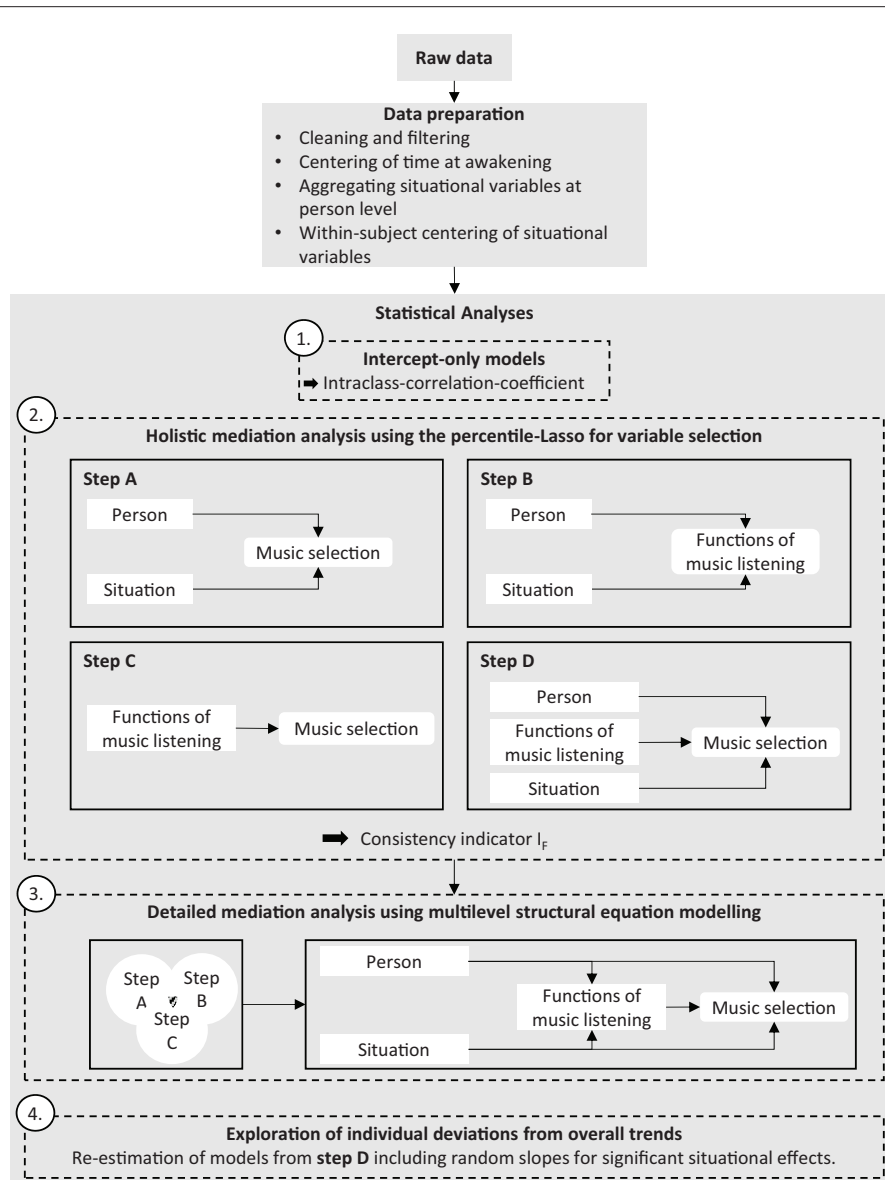 Raw data
Data preparation
• Cleaning and filtering
• Centering of time at awakening
• Aggregating situational variables at
person level
• Within-subject centering of situational
variables
Statistical Analyses
1.
Intercept-only models
➡ Intraclass-correlation-coefficient
2.
Holistic mediation analysis using the percentile-Lasso for variable selection
Step A
Person
Music selection
Situation
Step B
Person
Functions of
music listening
Situation
Step C
Functions of
music listening
Music selection
Step D
Person
Functions of
music listening
Music selection
Situation
➡ Consistency indicator I_F
3.
Detailed mediation analysis using multilevel structural equation modelling
Step
A
Step
B
Step
C
Person
Functions of
music listening
Music selection
Situation
4.
Exploration of individual deviations from overall trends
Re-estimation of models from step D including random slopes for significant situational effects.